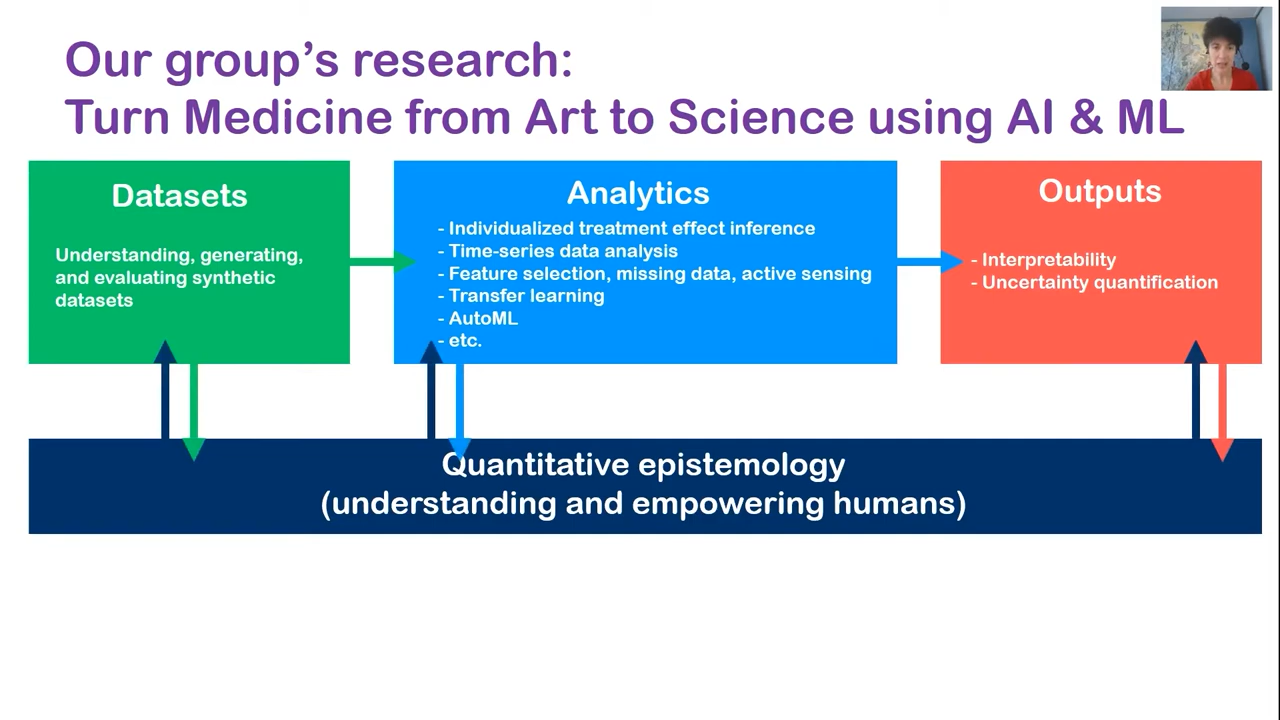 Our group’s research:
Turn Medicine from Art to Science using AI & ML
Datasets
Understanding, generating,
and evaluating synthetic
datasets
Analytics
- Individualized treatment effect inference
- Time-series data analysis
- Feature selection, missing data, active sensing
- Transfer learning
- AutoML
- etc.
Outputs
- Interpretability
- Uncertainty quantification
Quantitative epistemology
(understanding and empowering humans)